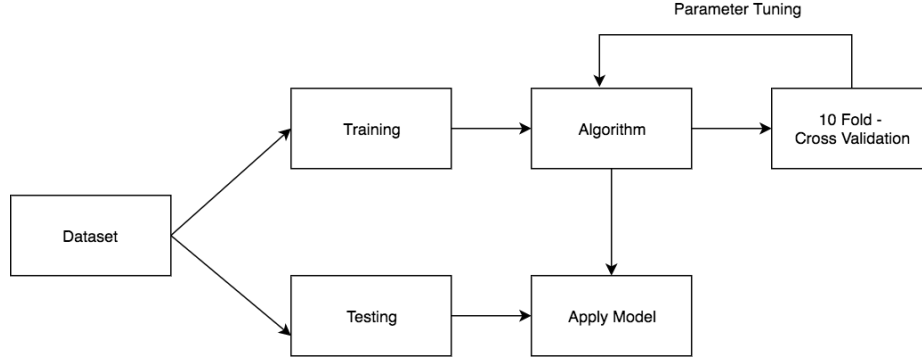 Parameter Tuning
Training
Algorithm
10 Fold -
Cross Validation
Dataset
Testing
Apply Model